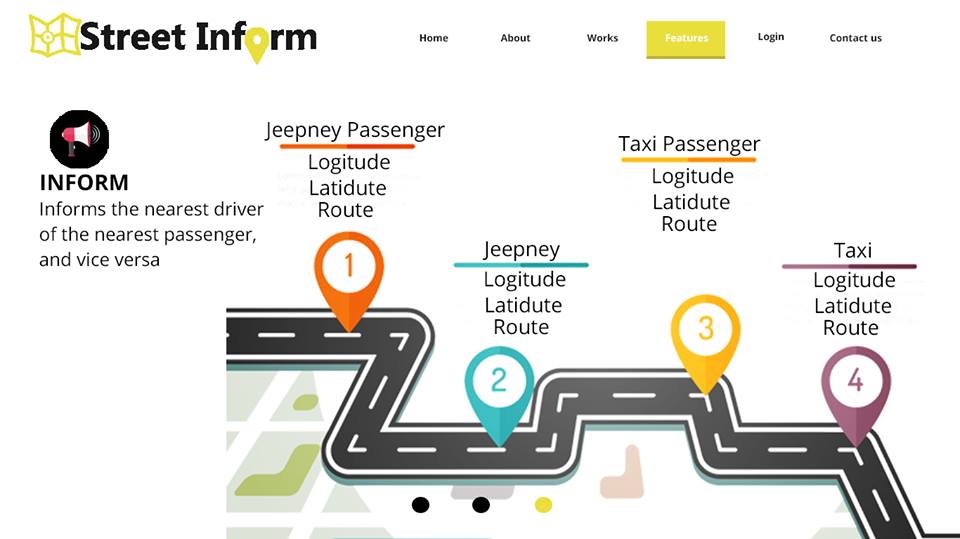 Street Inform
Home
About
Works
Features
Login
Contact us
INFORM
Informs the nearest driver
of the nearest passenger,
and vice versa
Jeepney Passenger
Logitude
Latidute
Route
1
Jeepney
Logitude
Latidute
Route
2
Taxi Passenger
Logitude
Latidute
Route
3
Taxi
Logitude
Latidute
Route
4